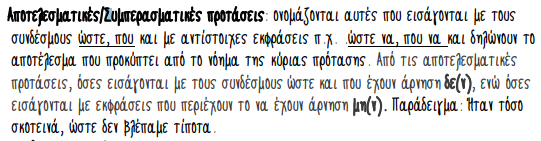 Αποτελεσματικές/Συμπερασματικές προτάσεις: ονομάζονται αυτές που εισάγονται με τους
συνδέσμους ώστε, που και με αντίστοιχες εκφράσεις π.χ. ώστε να, που να και δηλώνουν το
αποτέλεσμα που προκύπτει από το νόημα της κύριας πρότασης. Από τις αποτελεσματικές
προτάσεις, όσες εισάγονται με τους συνδέσμους ώστε και που έχουν άρνηση δε(ν), ενώ όσες
εισάγονται με εκφράσεις που περιέχουν το να έχουν άρνηση μη(ν). Παράδειγμα: Ήταν τόσο
σκοτεινά, ώστε δεν βλέπαμε τίποτα.